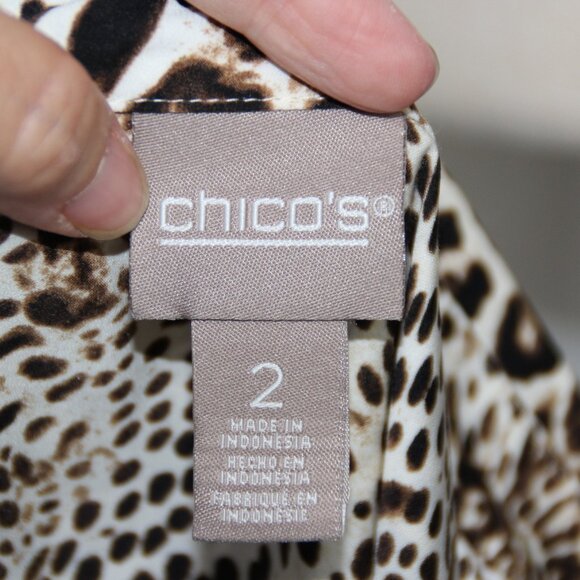 chico's®
2
MADE IN
INDONESIA
HECHO EN
INDONESIA
FABRIQUÉ EN
INDONÉSIE